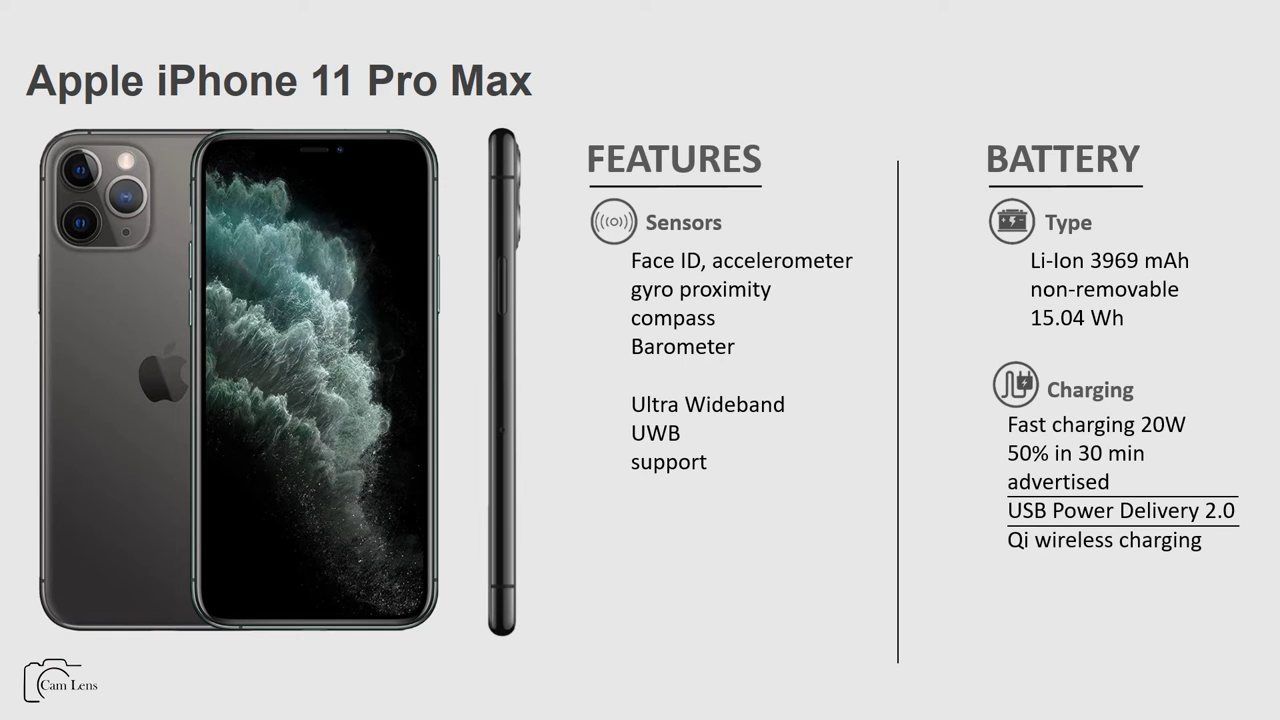 Apple iPhone 11 Pro Max
FEATURES
Sensors
Face ID, accelerometer
gyro proximity
compass
Barometer
Ultra Wideband
UWB
support
BATTERY
Type
Li-Ion 3969 mAh
non-removable
15.04 Wh
Charging
Fast charging 20W
50% in 30 min
advertised
USB Power Delivery 2.0
Qi wireless charging
Cam Lens